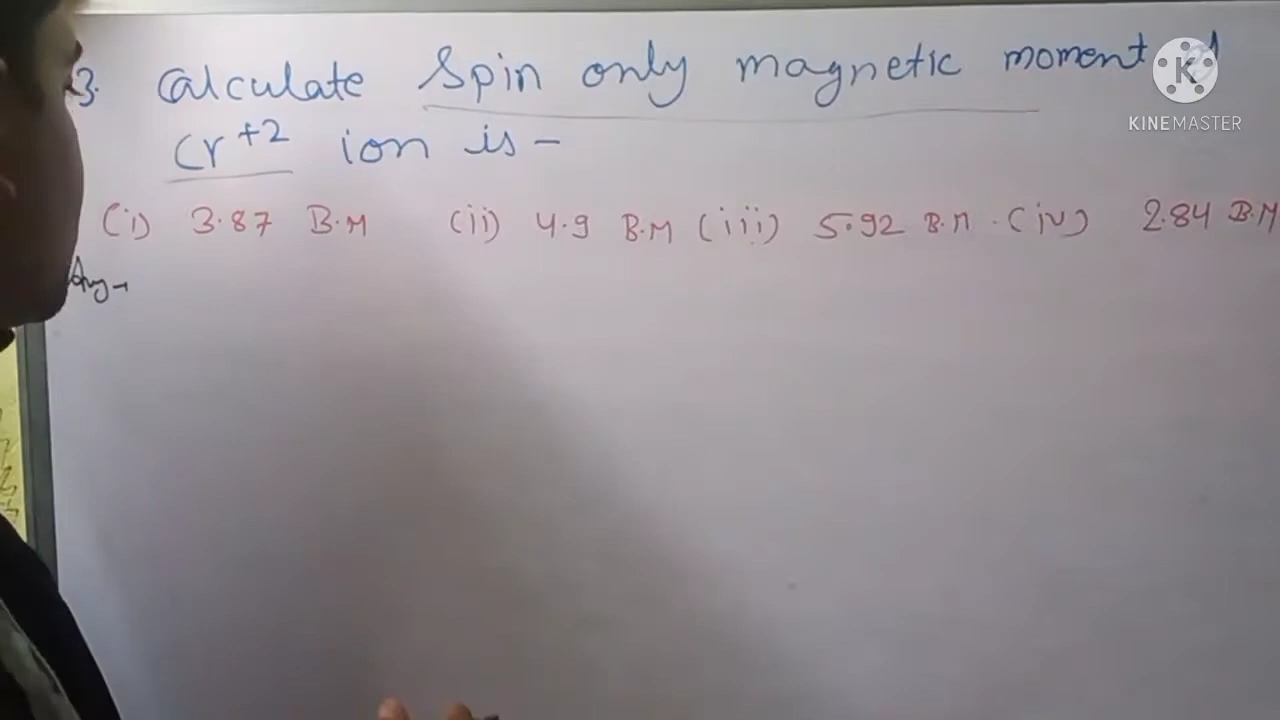 3. Calculate Spin only magnetic moment
Cr+2 ion is -
(i) 3.87 B.M (ii) 4.9 B.M (iii) 5.92 B.M. (iv) 2.84 B.M
Ans→
KINEMASTER